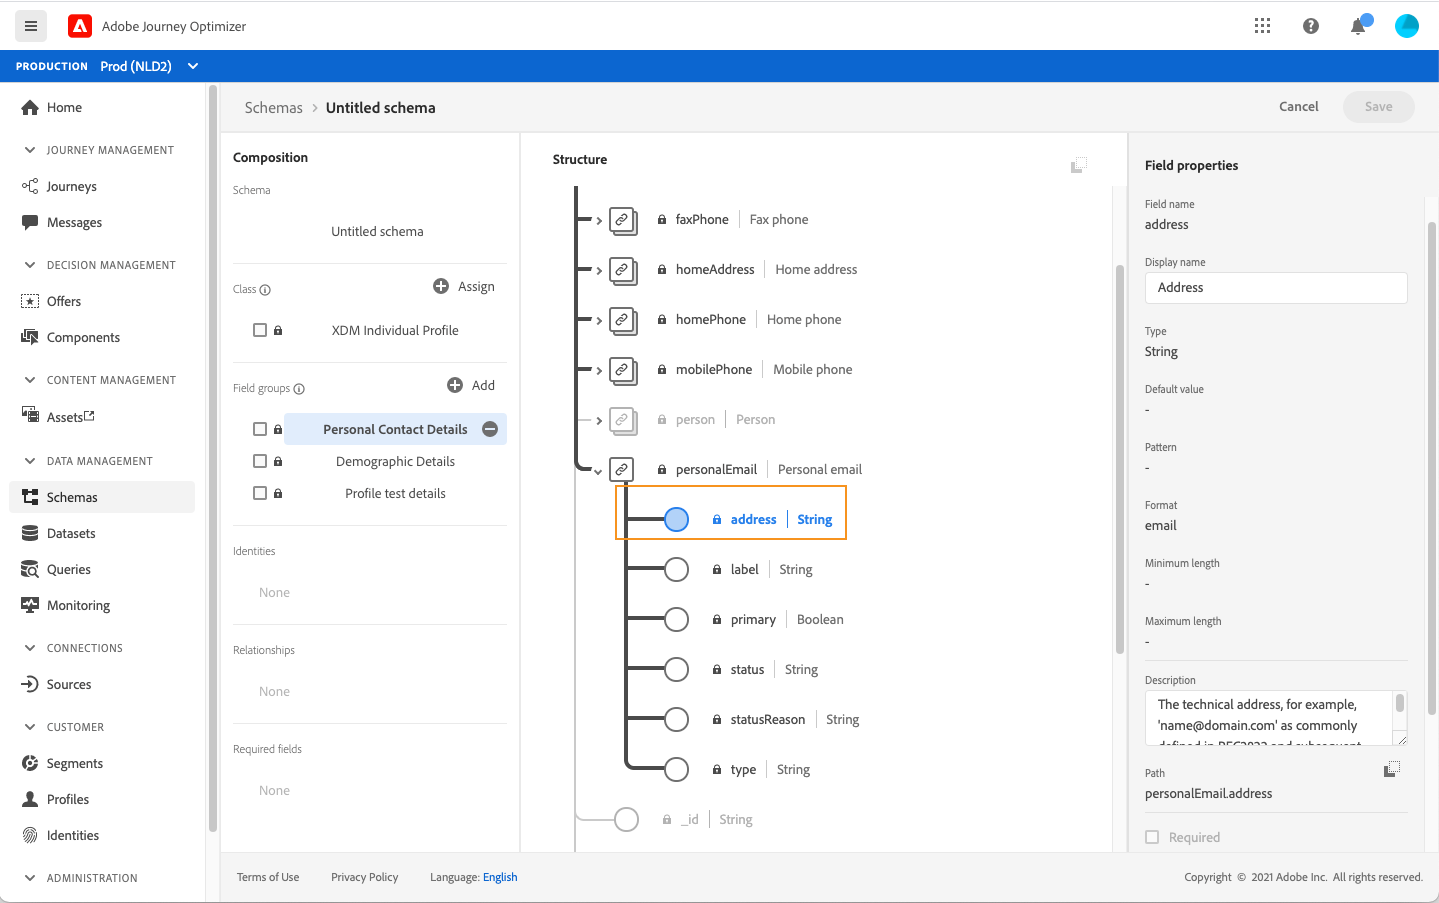 Adobe Journey Optimizer
PRODUCTION Prod (NLD2)
Home
JOURNEY MANAGEMENT
Journeys
Messages
DECISION MANAGEMENT
Offers
Components
CONTENT MANAGEMENT
Assets
DATA MANAGEMENT
Schemas
Datasets
Queries
Monitoring
CONNECTIONS
Sources
CUSTOMER
Segments
Profiles
Identities
ADMINISTRATION
Schemas > Untitled schema
Cancel
Save
Composition
Schema
Untitled schema
Class
Assign
XDM Individual Profile
Field groups
Add
Personal Contact Details
Demographic Details
Profile test details
Identities
None
Relationships
None
Required fields
None
Structure
faxPhone | Fax phone
homeAddress | Home address
homePhone | Home phone
mobilePhone | Mobile phone
person | Person
personalEmail | Personal email
address | String
label | String
primary | Boolean
status | String
statusReason | String
type | String
_id | String
Field properties
Field name
address
Display name
Address
Type
String
Default value
-
Pattern
-
Format
email
Minimum length
-
Maximum length
-
Description
The technical address, for example,
'name@domain.com' as commonly
defined in RFC2822 and subsequent
Path
personalEmail.address
Required
Terms of Use
Privacy Policy
Language: English
Copyright © 2021 Adobe Inc. All rights reserved.